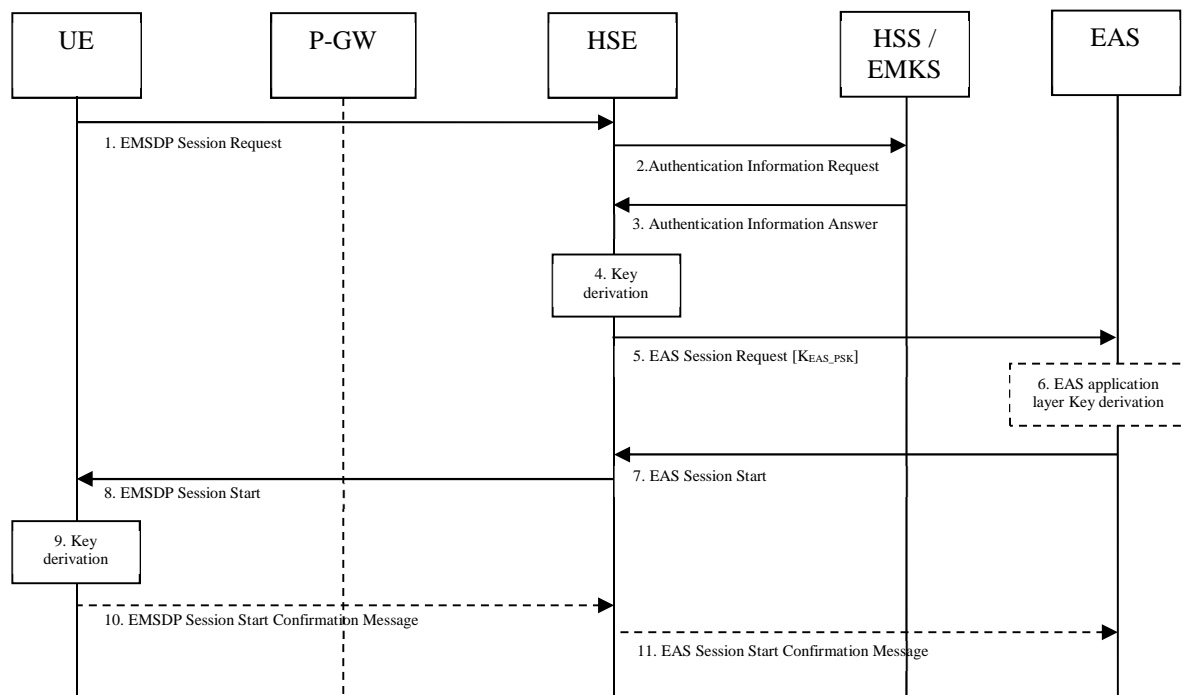 UE
P-GW
HSE
HSS /
EMKS
EAS
1. EMSDP Session Request
2.Authentication Information Request
3. Authentication Information Answer
4. Key
derivation
5. EAS Session Request [KEAS_PSK]
6. EAS application
layer Key derivation
7. EAS Session Start
8. EMSDP Session Start
9. Key
derivation
10. EMSDP Session Start Confirmation Message
11. EAS Session Start Confirmation Message